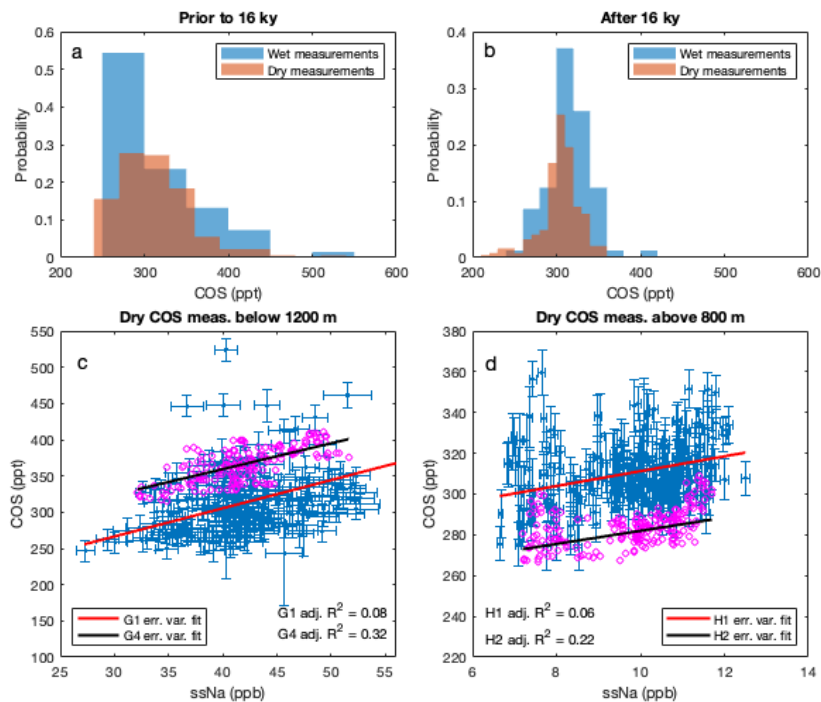 Prior to 16 ky
a
Wet measurements
Dry measurements
0.6
0.5
0.4
0.3
0.2
0.1
0
Probability
200
300
400
500
600
COS (ppt)
After 16 ky
b
Wet measurements
Dry measurements
0.4
0.3
0.2
0.1
0
Probability
200
300
400
500
600
COS (ppt)
Dry COS meas. below 1200 m
c
550
500
450
400
350
300
250
200
150
100
COS (ppt)
G1 err. var. fit
G4 err. var. fit
G1 adj. R² = 0.08
G4 adj. R² = 0.32
25
30
35
40
45
50
55
ssNa (ppb)
Dry COS meas. above 800 m
d
380
360
340
320
300
280
260
240
220
COS (ppt)
H1 adj. R² = 0.06
H2 adj. R² = 0.22
H1 err. var. fit
H2 err. var. fit
6
8
10
12
14
ssNa (ppb)